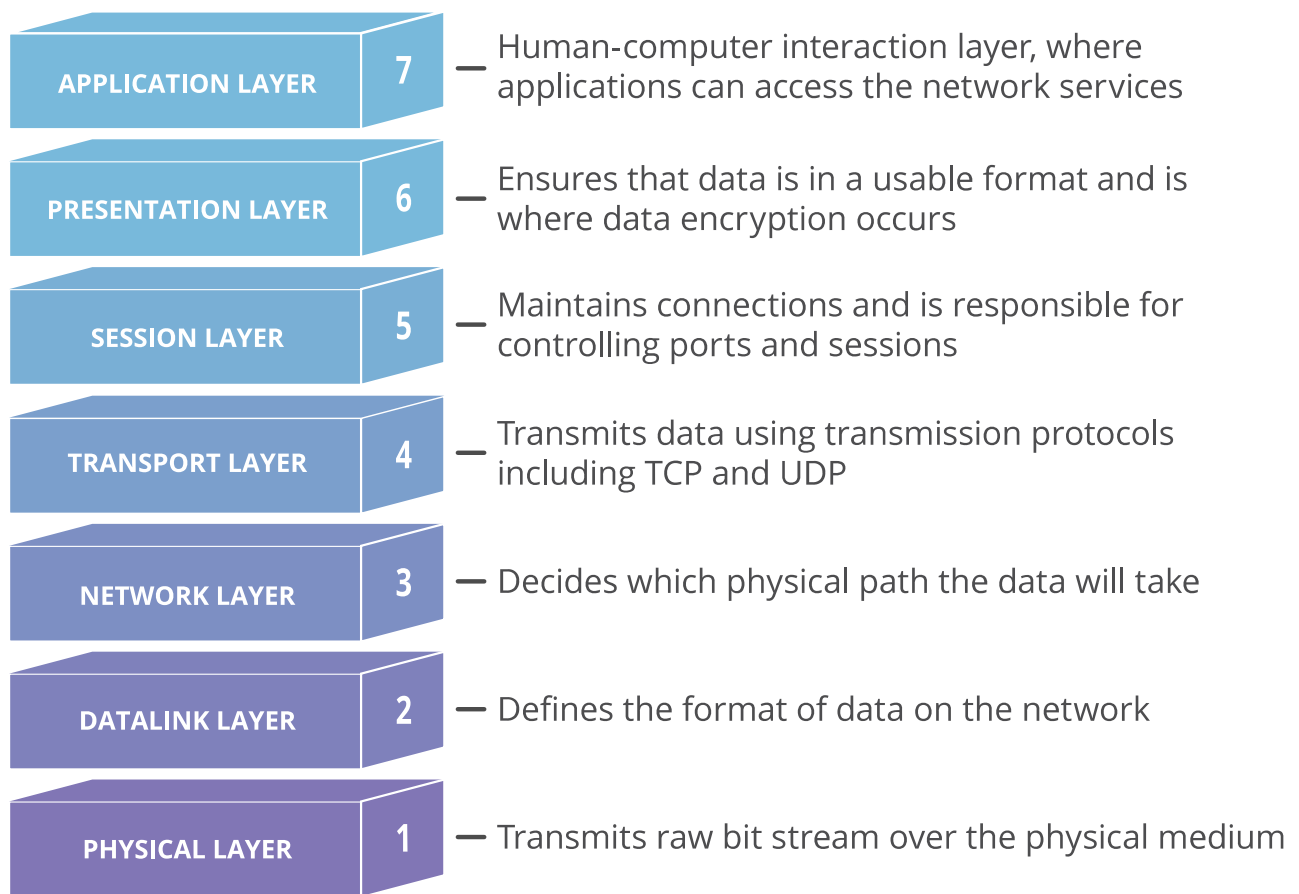 APPLICATION LAYER 7 — Human-computer interaction layer, where
applications can access the network services
PRESENTATION LAYER 6 — Ensures that data is in a usable format and is
where data encryption occurs
SESSION LAYER 5 — Maintains connections and is responsible for
controlling ports and sessions
TRANSPORT LAYER 4 — Transmits data using transmission protocols
including TCP and UDP
NETWORK LAYER 3 — Decides which physical path the data will take
DATALINK LAYER 2 — Defines the format of data on the network
PHYSICAL LAYER 1 — Transmits raw bit stream over the physical medium